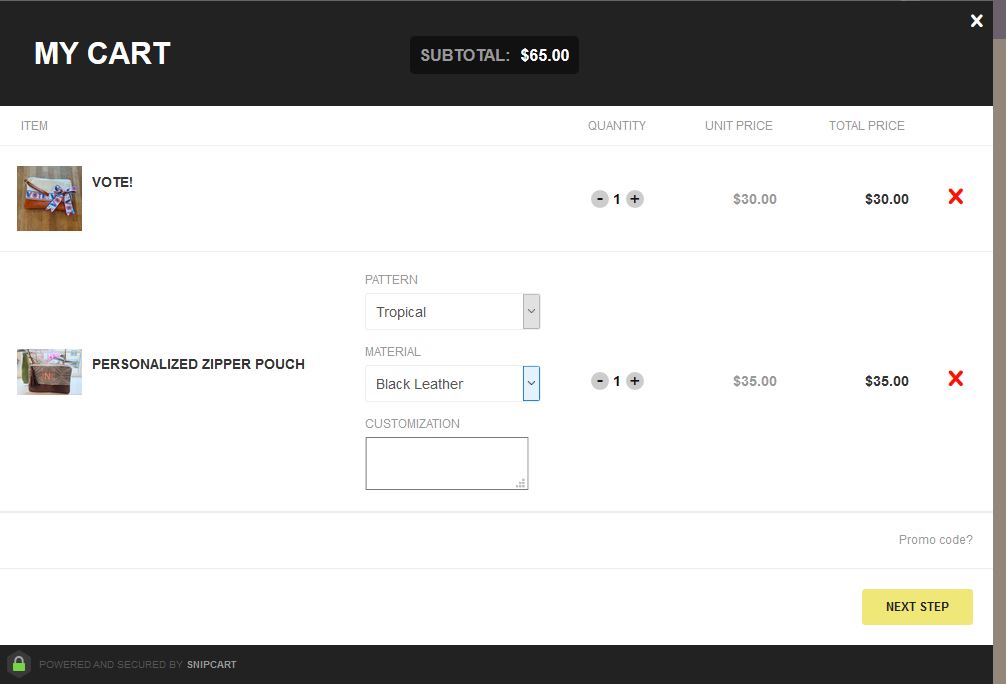 MY CART
SUBTOTAL: $65.00
ITEM QUANTITY UNIT PRICE TOTAL PRICE
VOTE!
VOTE
- 1 + $30.00 $30.00
PATTERN
Tropical
MATERIAL
PERSONALIZED ZIPPER POUCH
Black Leather
- 1 + $35.00 $35.00
CUSTOMIZATION
Promo code?
NEXT STEP
POWERED AND SECURED BY SNIPCART